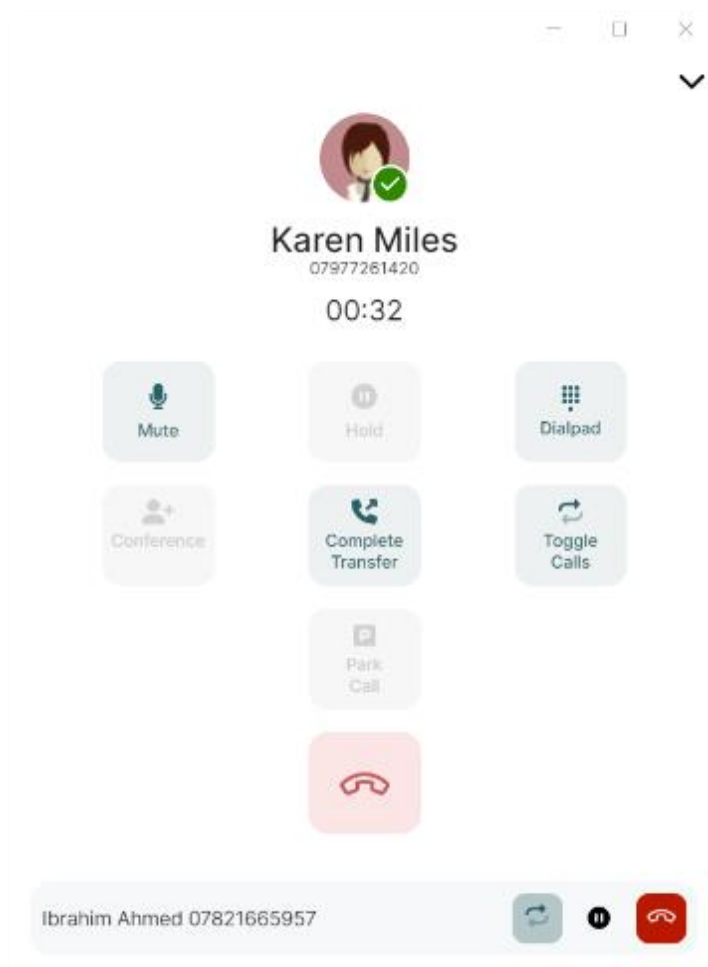 Karen Miles
07977261420
00:32
Mute
Hold
Dialpad
Conference
Complete
Transfer
Toggle
Calls
Park
Call
Ibrahim Ahmed 07821665957